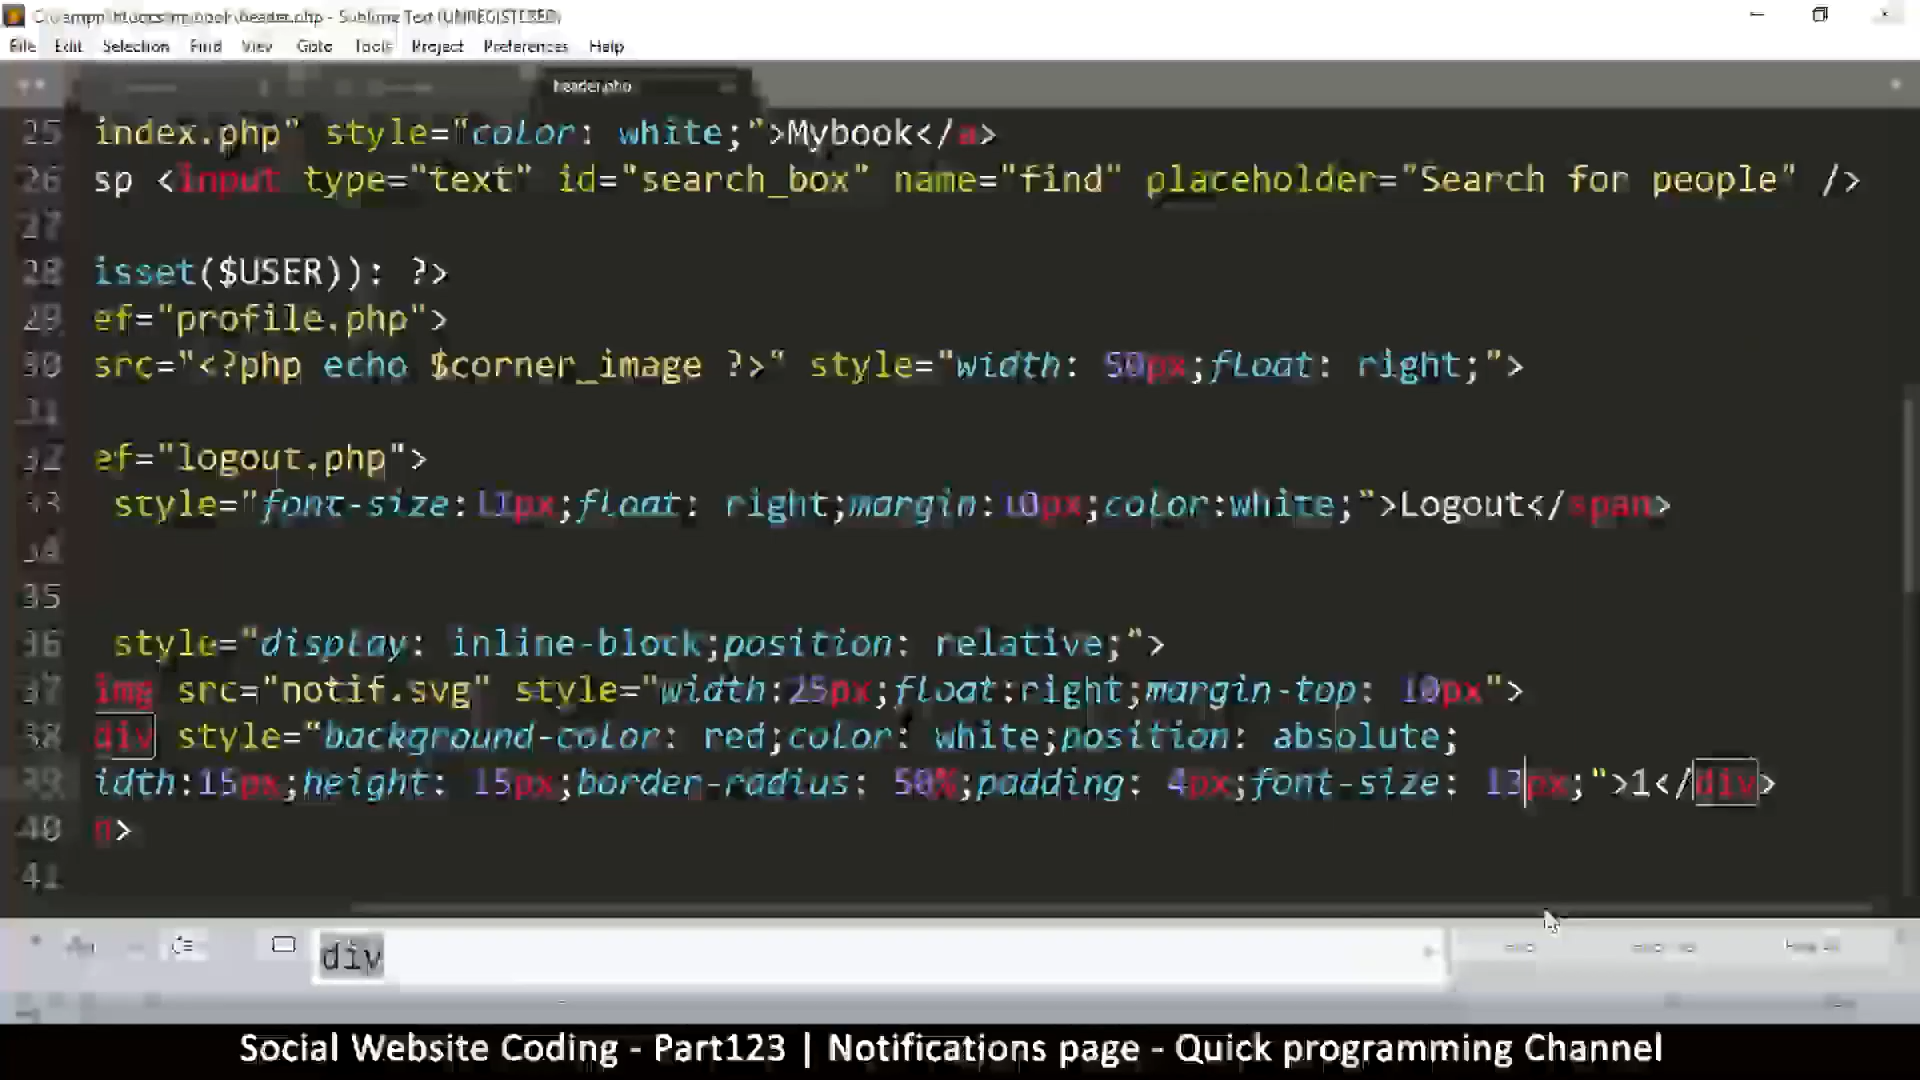 header.php - Sublime Text (UNREGISTERED)
File Edit Selection Find View Goto Tools Project Preferences Help
header.php
25 index.php" style="color: white;">Mybook</a>
26 sp <input type="text" id="search_box" name="find" placeholder="Search for people" />
27
28 isset($USER)): ?>
29 ef="profile.php">
30 src="<?php echo $corner_image ?>" style="width: 50px;float: right;">
31
32 ef="logout.php">
33 style="font-size:11px;float: right;margin:10px;color:white;">Logout</span>
34
35
36 style="display: inline-block;position: relative;">
37 img src="notif.svg" style="width:25px;float:right;margin-top: 10px">
38 div style="background-color: red;color: white;position: absolute;
39 idth:15px;height: 15px;border-radius: 50%;padding: 4px;font-size: 13px;">1</div>
40 n>
41
div
Social Website Coding - Part123 | Notifications page - Quick programming Channel